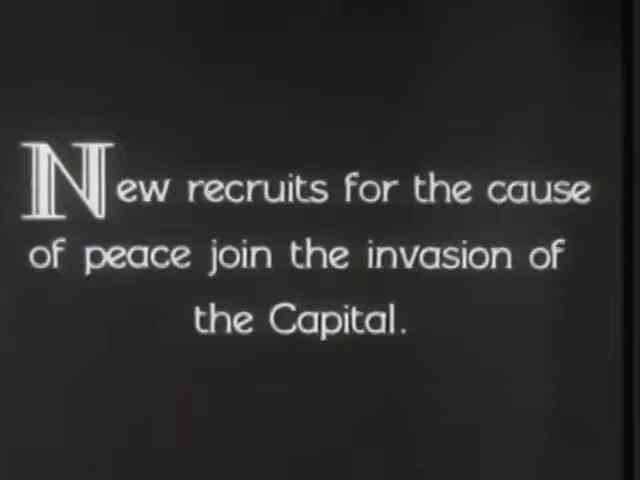 New recruits for the cause
of peace join the invasion of
the Capital.